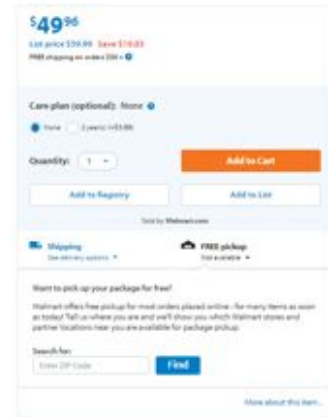 $49.96
List price $59.99 Save $10.03
FREE shipping on orders $50 +
Care plan (optional): None
None
Quantity: 1
Add to Cart
Add to Registry
Add to List
Sold by Walmart.com
Shipping
See delivery options
FREE pickup
Not available
Want to pick up your package for free?
Walmart offers free pickup for most orders placed online - for many items as soon
as today! Tell us where you are and we'll show you which Walmart stores and
partner locations near you are available for package pickup.
Search for:
Enter ZIP Code
Find
More about this item...